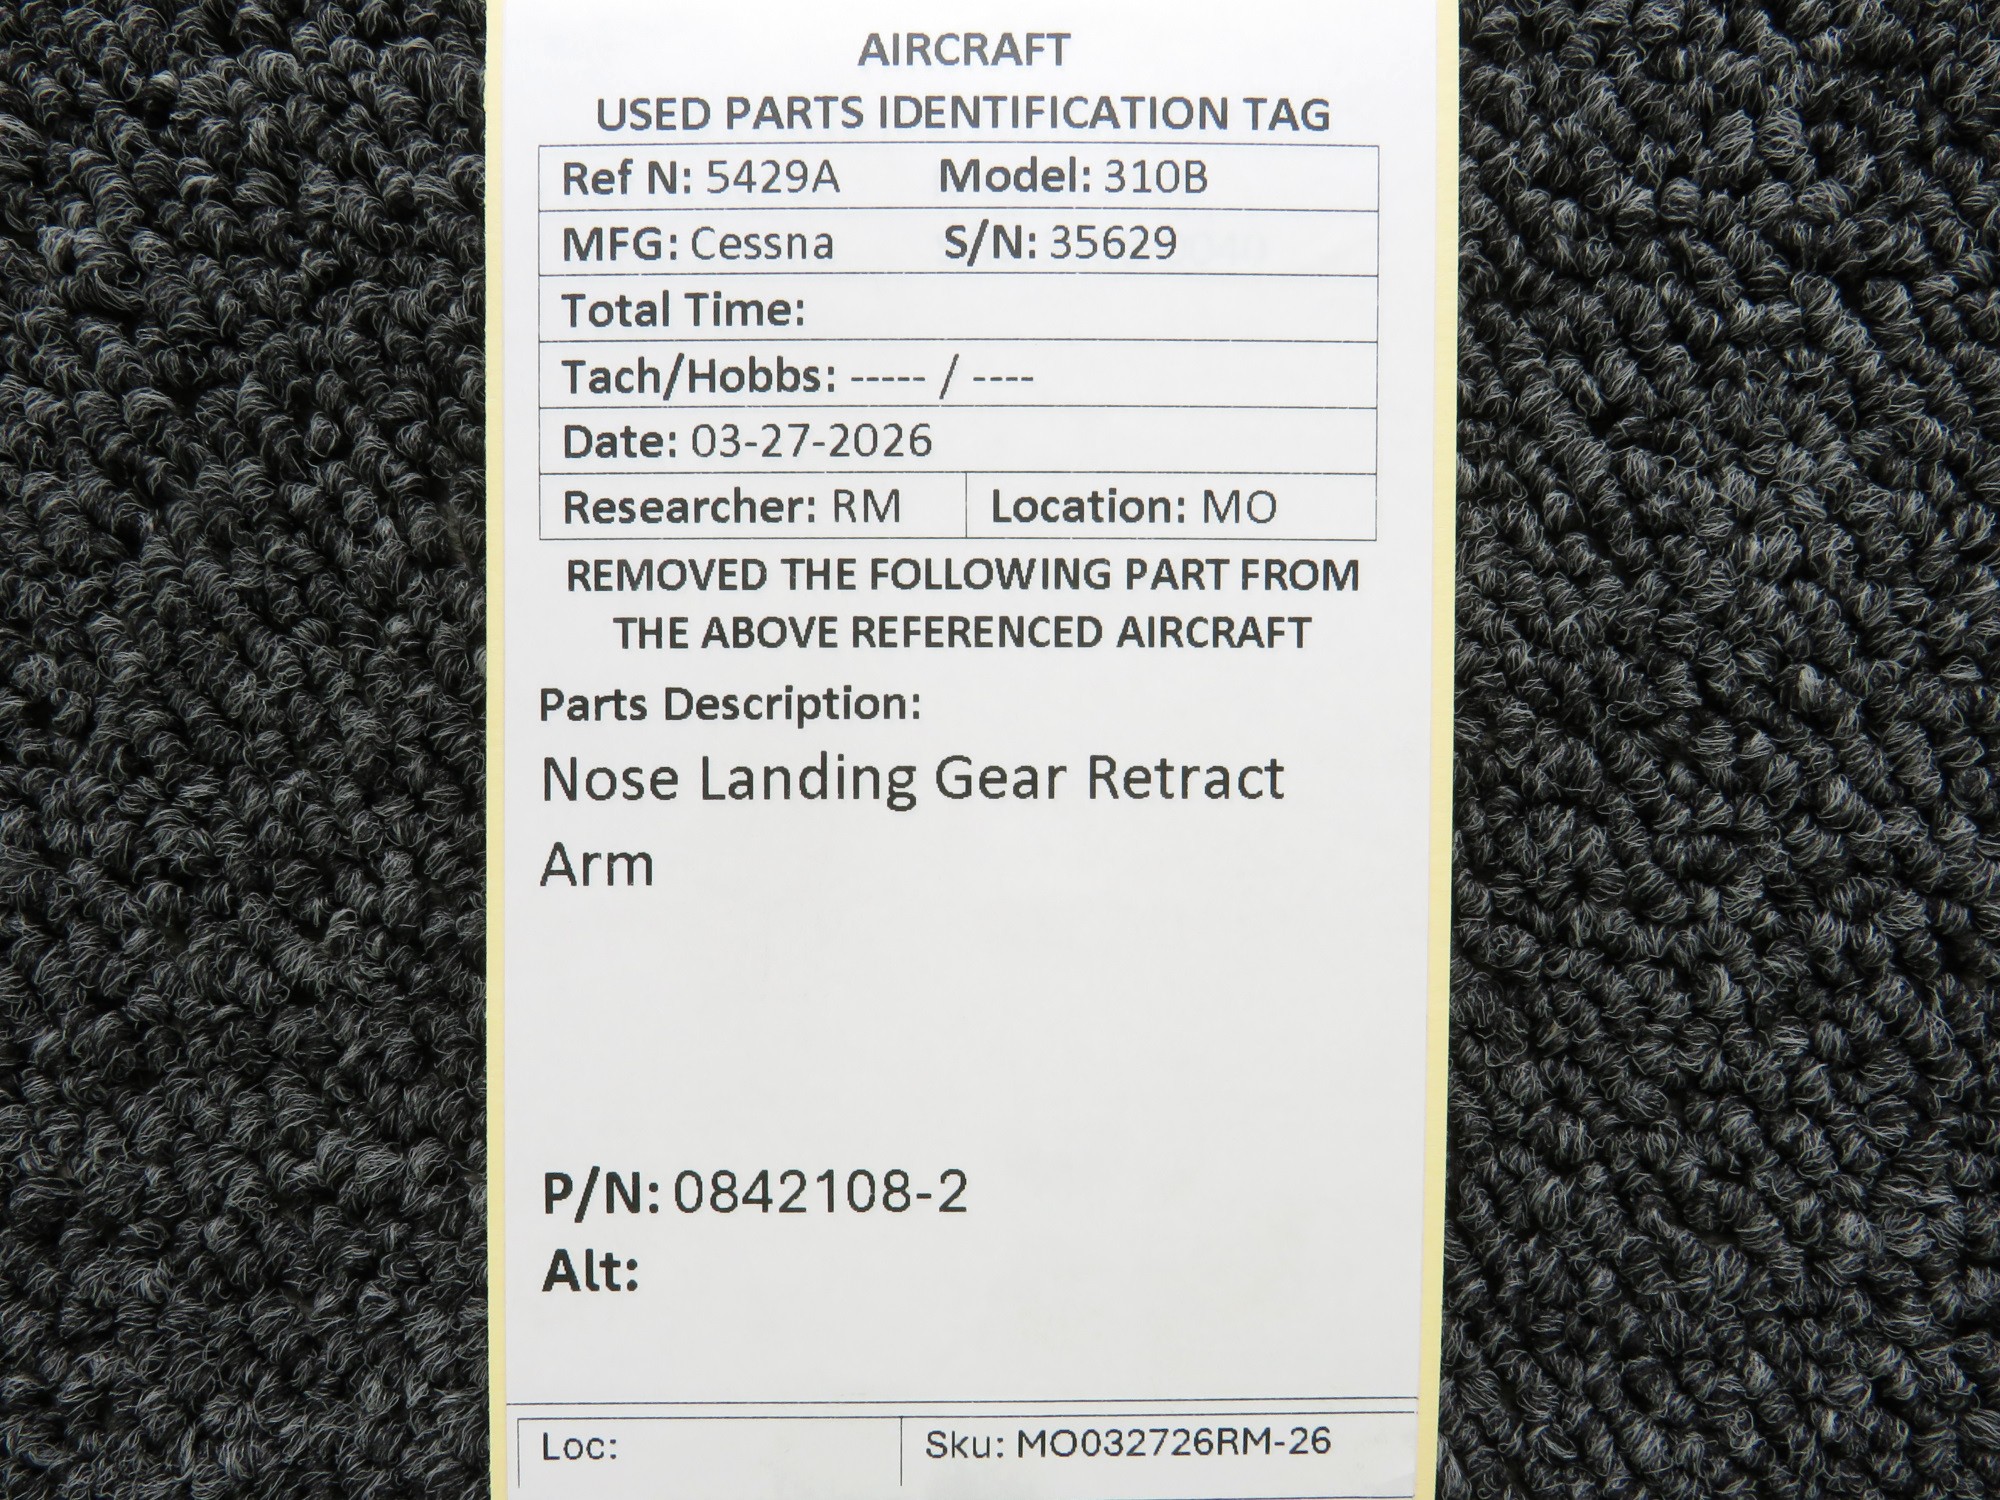 AIRCRAFT
USED PARTS IDENTIFICATION TAG
Ref N: 5429A Model: 310B
MFG: Cessna S/N: 35629
Total Time:
Tach/Hobbs: ----- / ----
Date: 03-27-2026
Researcher: RM Location: MO
REMOVED THE FOLLOWING PART FROM
THE ABOVE REFERENCED AIRCRAFT
Parts Description:
Nose Landing Gear Retract
Arm
P/N: 0842108-2
Alt:
Loc: Sku: MO032726RM-26